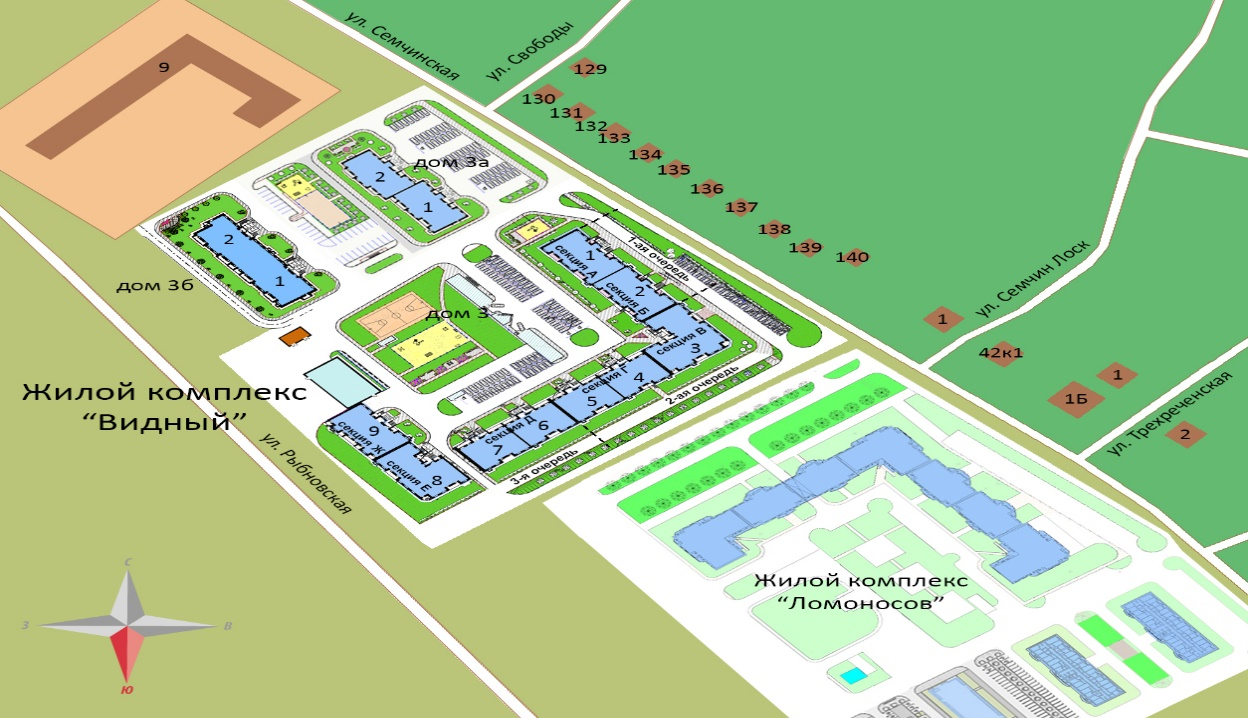 ул. Семчинская
ул. Свободы
9
129
130
131
132
133
134
135
136
137
138
139
140
дом 3а
2
1
дом 3б
2
1
дом 3
1-ая очередь
1
секция А
2
секция Б
секция В
3
секция Г
4
5
2-ая очередь
секция Д
6
7
3-я очередь
9
секция Ж
секция Е
8
Жилой комплекс
“Видный”
ул. Рыбновская
ул. Семчин Лоск
1
42к1
1
1Б
ул. Трехреченская
2
Жилой комплекс
“Ломоносов”
С
З
В
Ю